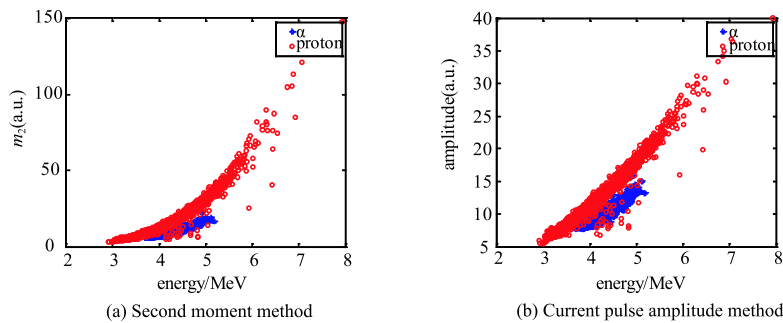 150
100
50
0
m₂(a.u.)
α
proton
2 3 4 5 6 7 8
energy/MeV
(a) Second moment method
40
35
30
25
20
15
10
5
amplitude(a.u.)
α
proton
2 3 4 5 6 7 8
energy/MeV
(b) Current pulse amplitude method